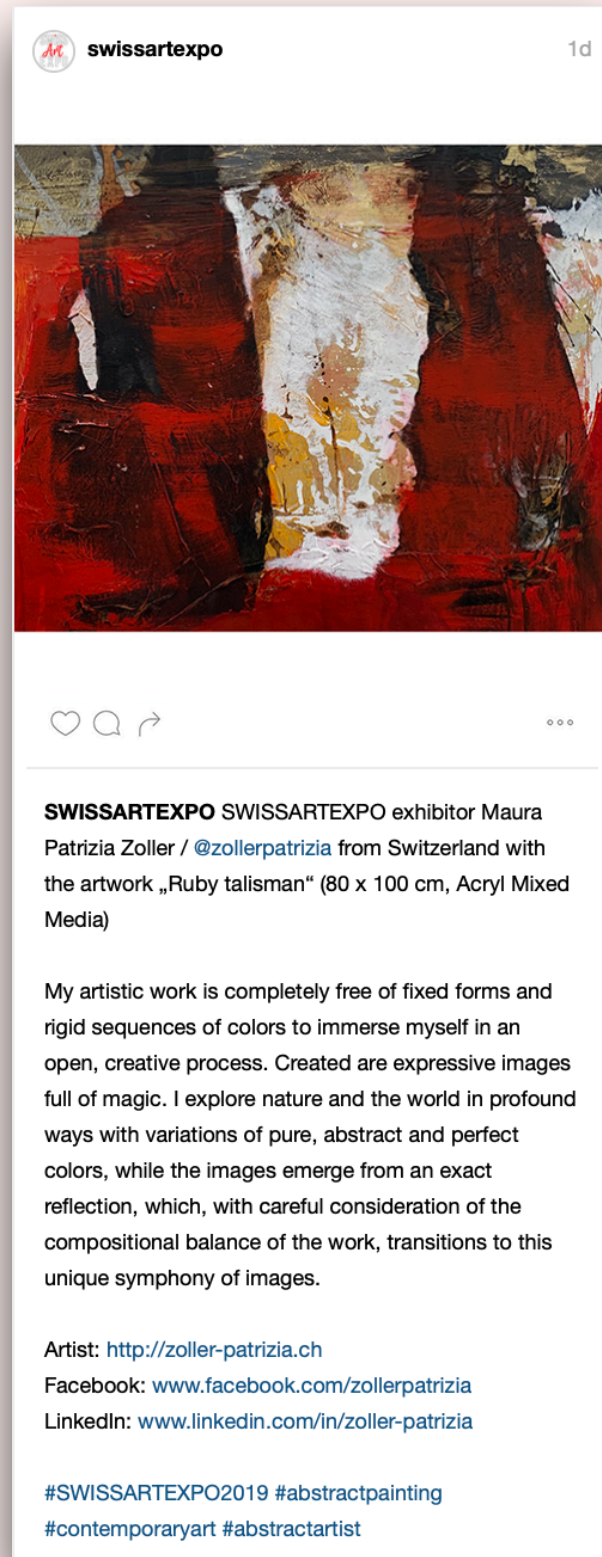 Art
swissartexpo
1d
SWISSARTEXPO SWISSARTEXPO exhibitor Maura
Patrizia Zoller / @zollerpatrizia from Switzerland with
the artwork „Ruby talisman“ (80 x 100 cm, Acryl Mixed
Media)
My artistic work is completely free of fixed forms and
rigid sequences of colors to immerse myself in an
open, creative process. Created are expressive images
full of magic. I explore nature and the world in profound
ways with variations of pure, abstract and perfect
colors, while the images emerge from an exact
reflection, which, with careful consideration of the
compositional balance of the work, transitions to this
unique symphony of images.
Artist: http://zoller-patrizia.ch
Facebook: www.facebook.com/zollerpatrizia
LinkedIn: www.linkedin.com/in/zoller-patrizia
#SWISSARTEXPO2019 #abstractpainting
#contemporaryart #abstractartist